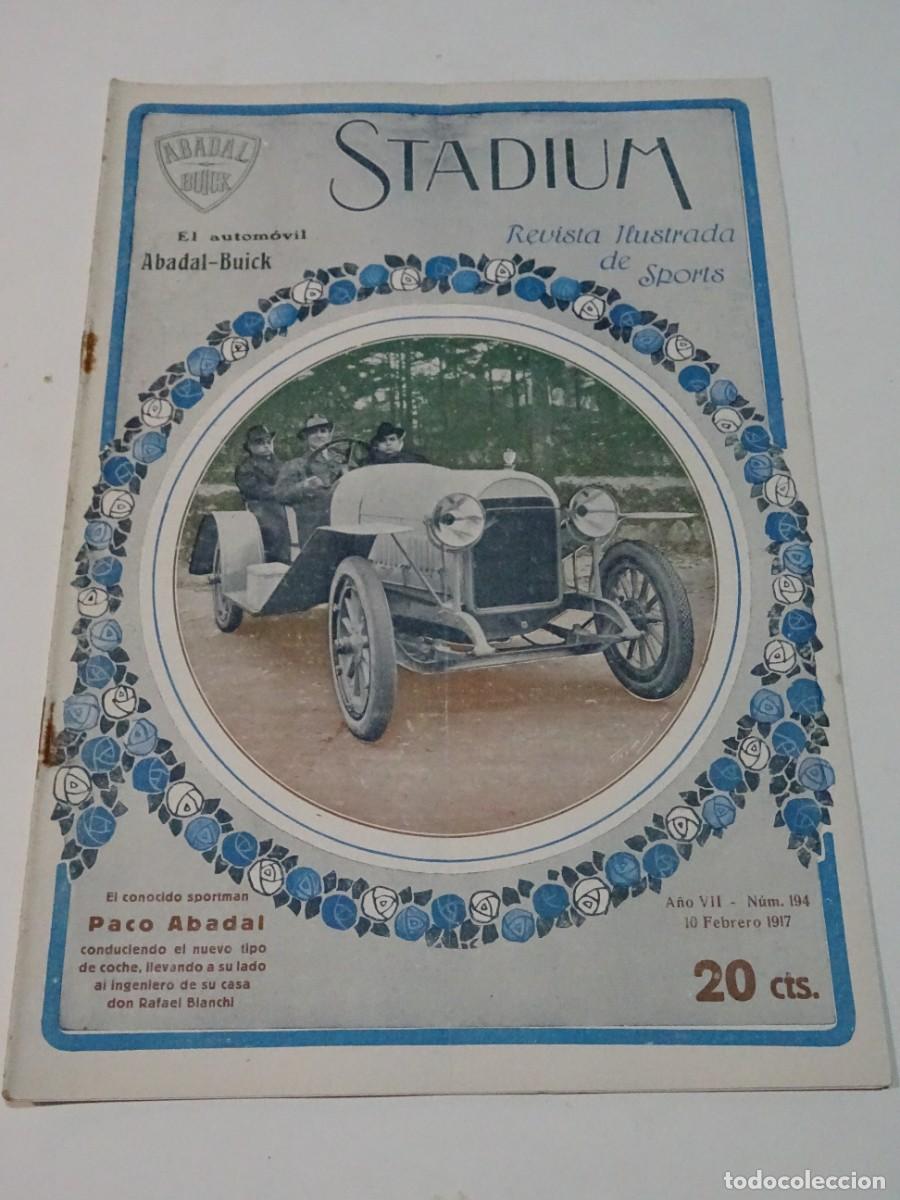 ABADAL
BUICK
STADIUM
El automóvil
Abadal-Buick
Revista Ilustrada
de
Sports
El conocido sportman
Paco Abadal
conduciendo el nuevo tipo
de coche, llevando a su lado
al ingeniero de su casa
don Rafael Bianchi
Año VII - Núm. 194
10 Febrero 1917
20 cts.
todocoleccion